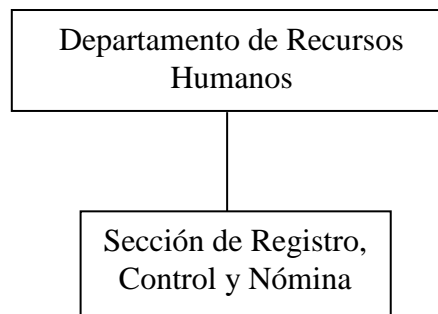 Departamento de Recursos
Humanos
Sección de Registro,
Control y Nómina